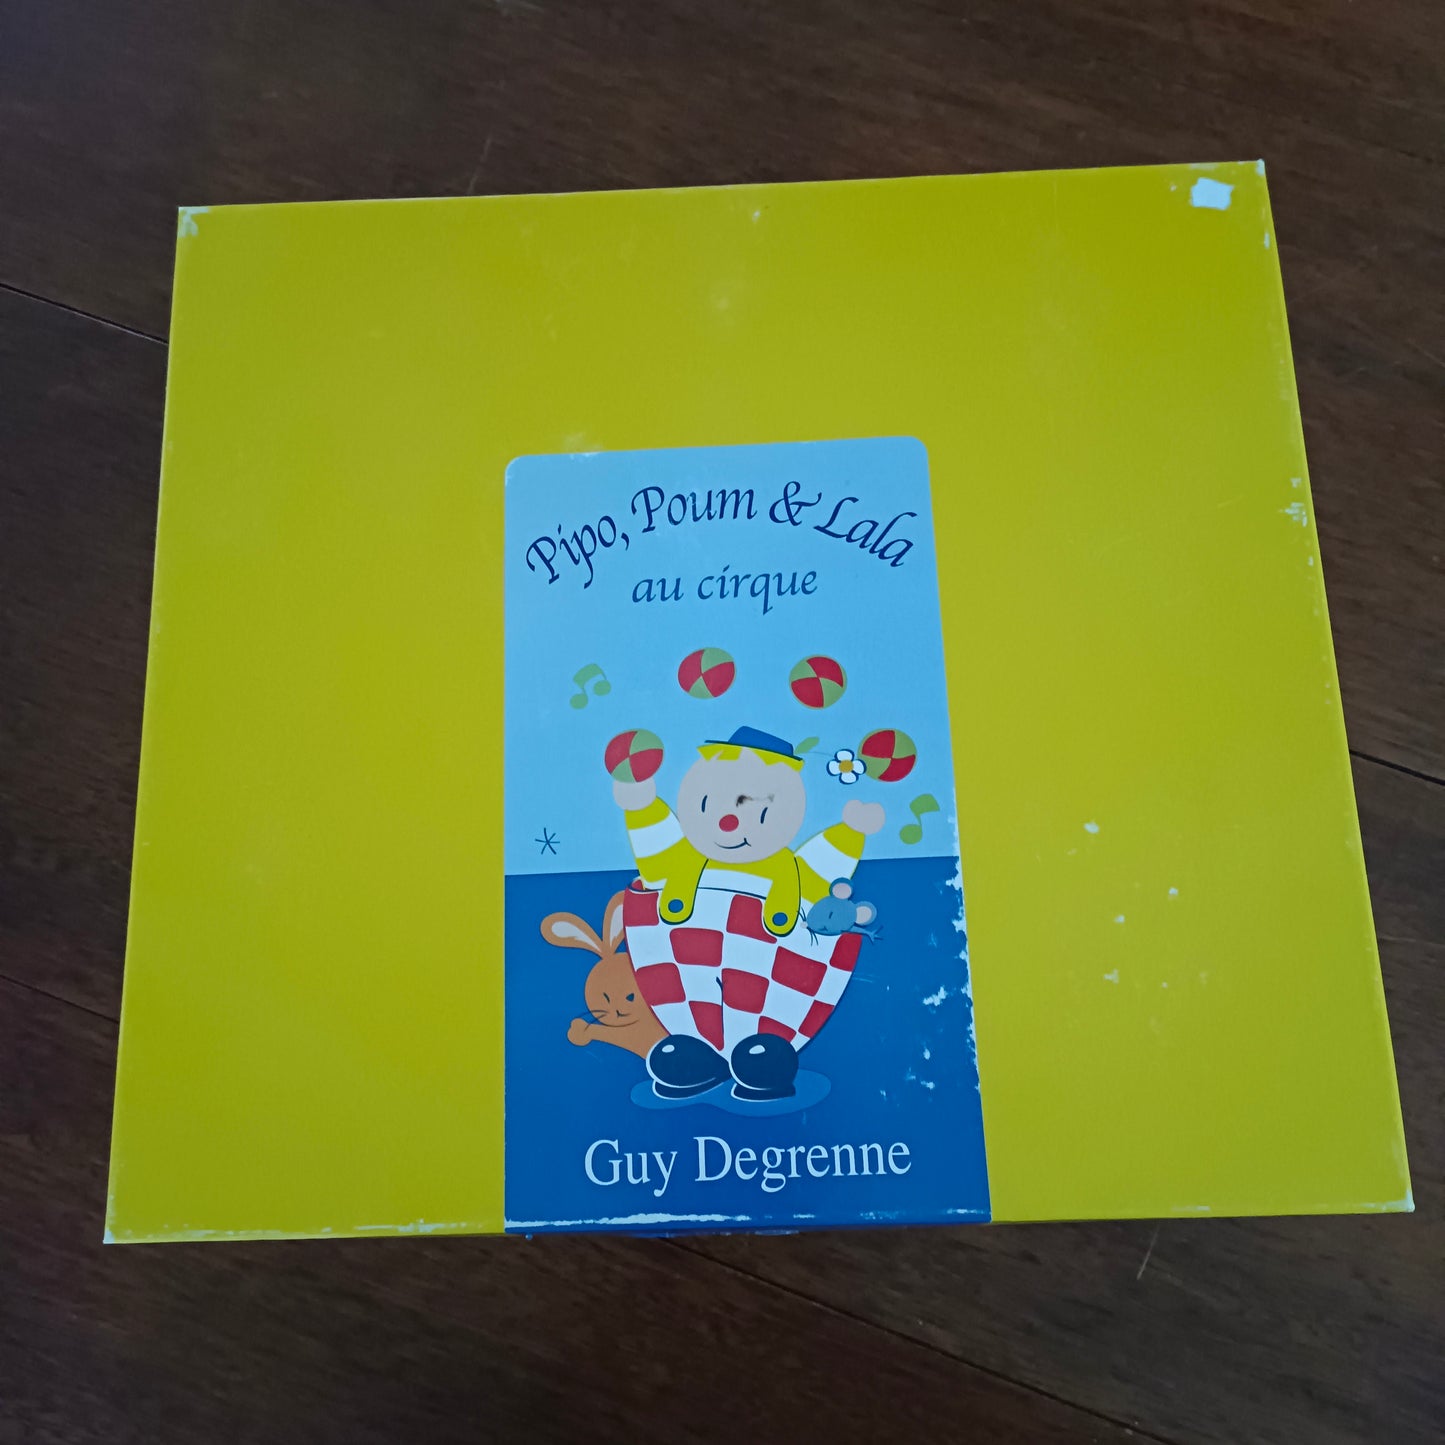 Pipo, Poum & Lala
au cirque
Guy Degrenne